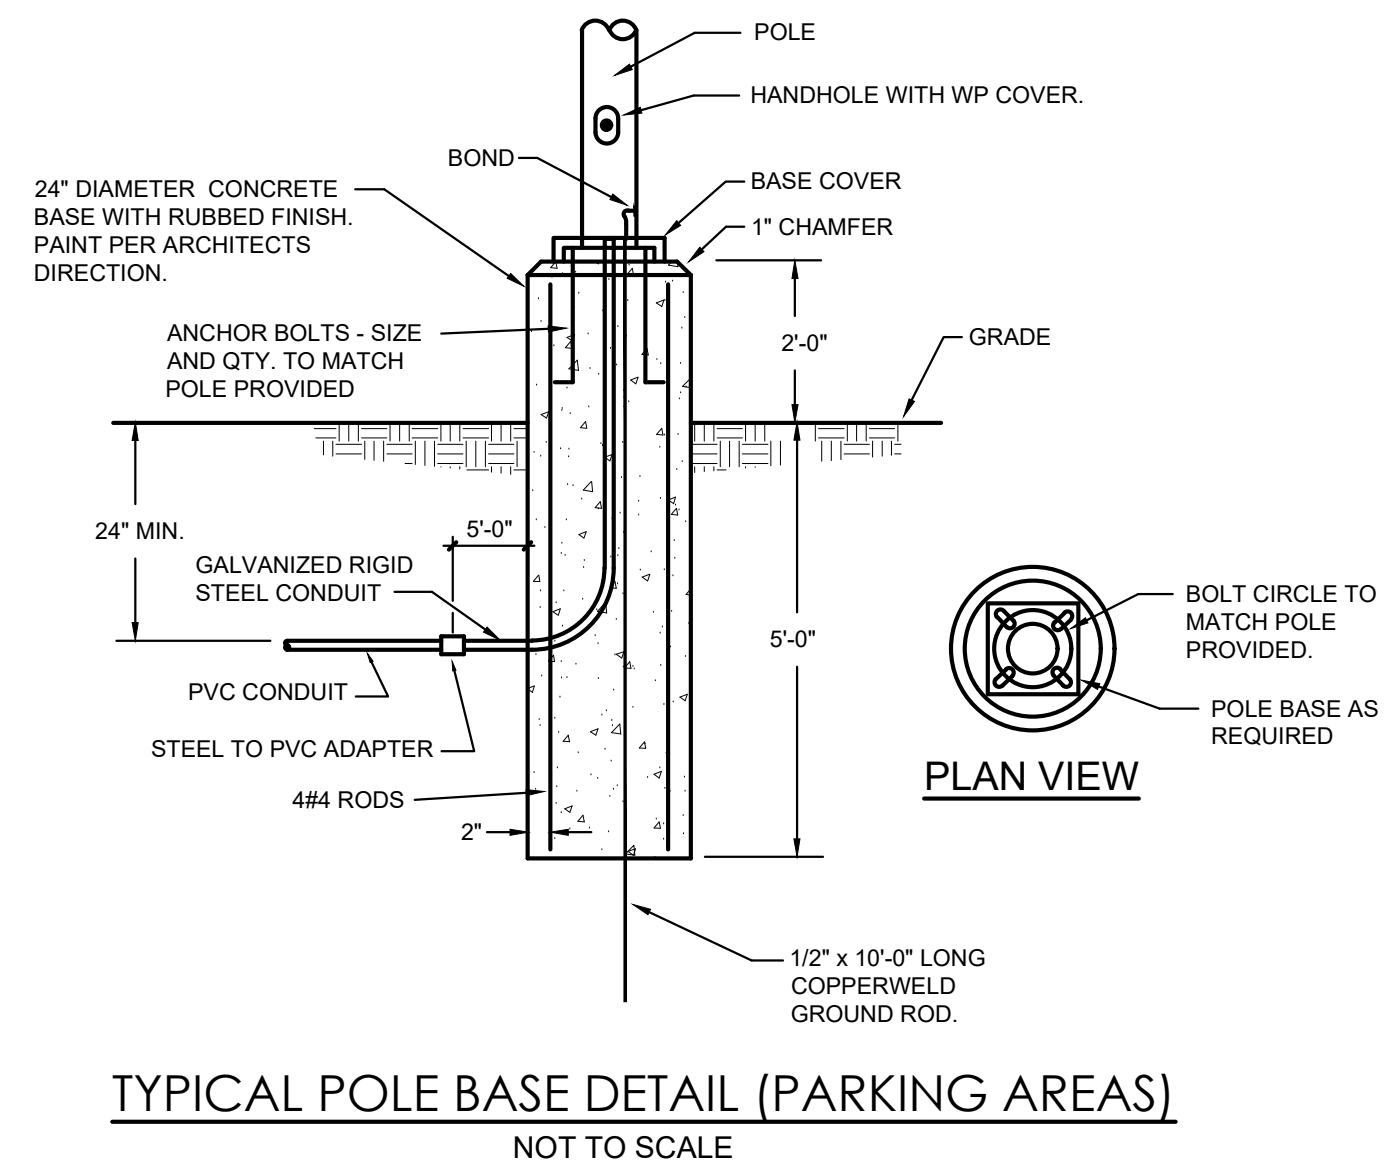 POLE
HANDHOLE WITH WP COVER.
BOND
BASE COVER
24" DIAMETER CONCRETE
BASE WITH RUBBED FINISH.
PAINT PER ARCHITECTS
DIRECTION.
1" CHAMFER
ANCHOR BOLTS - SIZE
AND QTY. TO MATCH
POLE PROVIDED
2'-0"
GRADE
24" MIN.
5'-0"
GALVANIZED RIGID
STEEL CONDUIT
5'-0"
PVC CONDUIT
STEEL TO PVC ADAPTER
4#4 RODS
2"
BOLT CIRCLE TO
MATCH POLE
PROVIDED.
POLE BASE AS
REQUIRED
PLAN VIEW
1/2" x 10'-0" LONG
COPPERWELD
GROUND ROD.
TYPICAL POLE BASE DETAIL (PARKING AREAS)
NOT TO SCALE